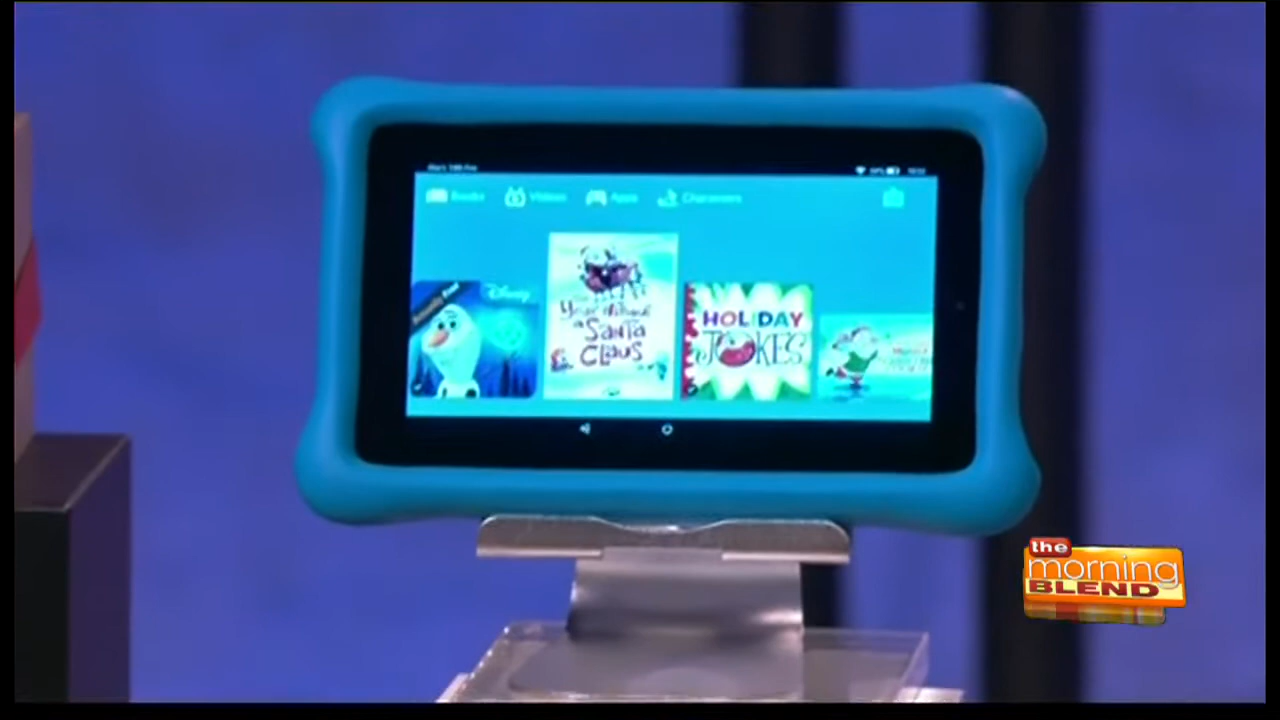 Books Videos Apps Characters
Disney
The
Year Without
a
Santa
Claus
HOLIDAY
JOKES
the
morning
BLEND